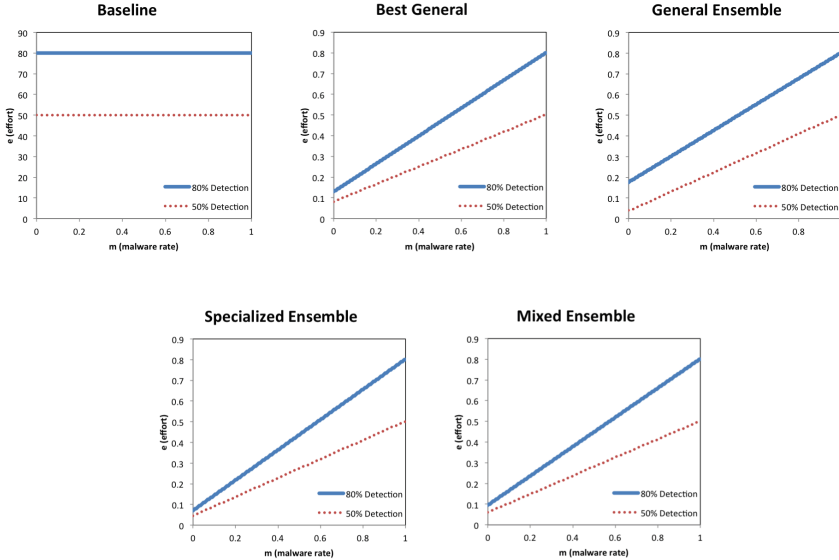 Baseline
90
80
70
60
50
40
30
20
10
0
e (effort)
80% Detection
50% Detection
0 0.2 0.4 0.6 0.8 1
m (malware rate)
Best General
0.9
0.8
0.7
0.6
0.5
0.4
0.3
0.2
0.1
0
e (effort)
80% Detection
50% Detection
0 0.2 0.4 0.6 0.8 1
m (malware rate)
General Ensemble
0.9
0.8
0.7
0.6
0.5
0.4
0.3
0.2
0.1
0
e (effort)
80% Detection
50% Detection
0 0.2 0.4 0.6 0.8
m (malware rate)
Specialized Ensemble
0.9
0.8
0.7
0.6
0.5
0.4
0.3
0.2
0.1
0
e (effort)
80% Detection
50% Detection
0 0.2 0.4 0.6 0.8 1
m (malware rate)
Mixed Ensemble
0.9
0.8
0.7
0.6
0.5
0.4
0.3
0.2
0.1
0
e (effort)
80% Detection
50% Detection
0 0.2 0.4 0.6 0.8 1
m (malware rate)